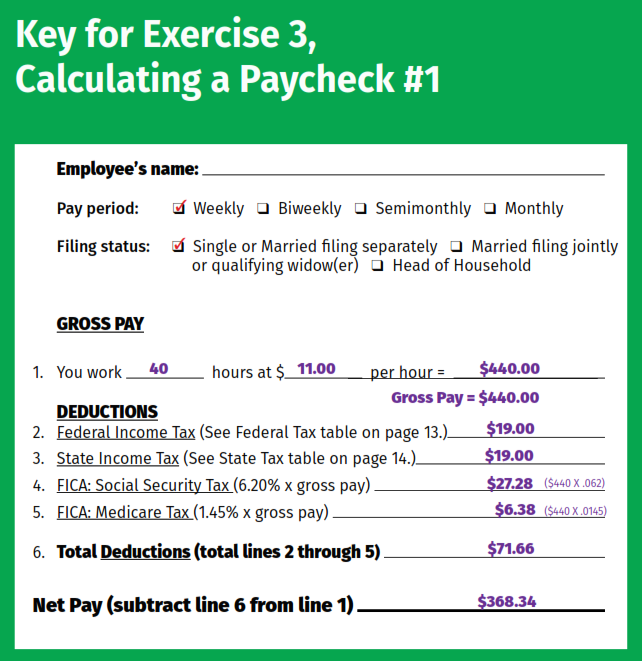 Key for Exercise 3,
Calculating a Paycheck #1
Employee’s name:
Pay period: Weekly Biweekly Semimonthly Monthly
Filing status: Single or Married filing separately Married filing jointly
or qualifying widow(er) Head of Household
GROSS PAY
1. You work 40 hours at $ 11.00 per hour = $440.00
Gross Pay = $440.00
DEDUCTIONS
2. Federal Income Tax (See Federal Tax table on page 13.) $19.00
3. State Income Tax (See State Tax table on page 14.) $19.00
4. FICA: Social Security Tax (6.20% x gross pay) $27.28 ($440 X .062)
5. FICA: Medicare Tax (1.45% x gross pay) $6.38 ($440 X .0145)
6. Total Deductions (total lines 2 through 5) $71.66
Net Pay (subtract line 6 from line 1) $368.34